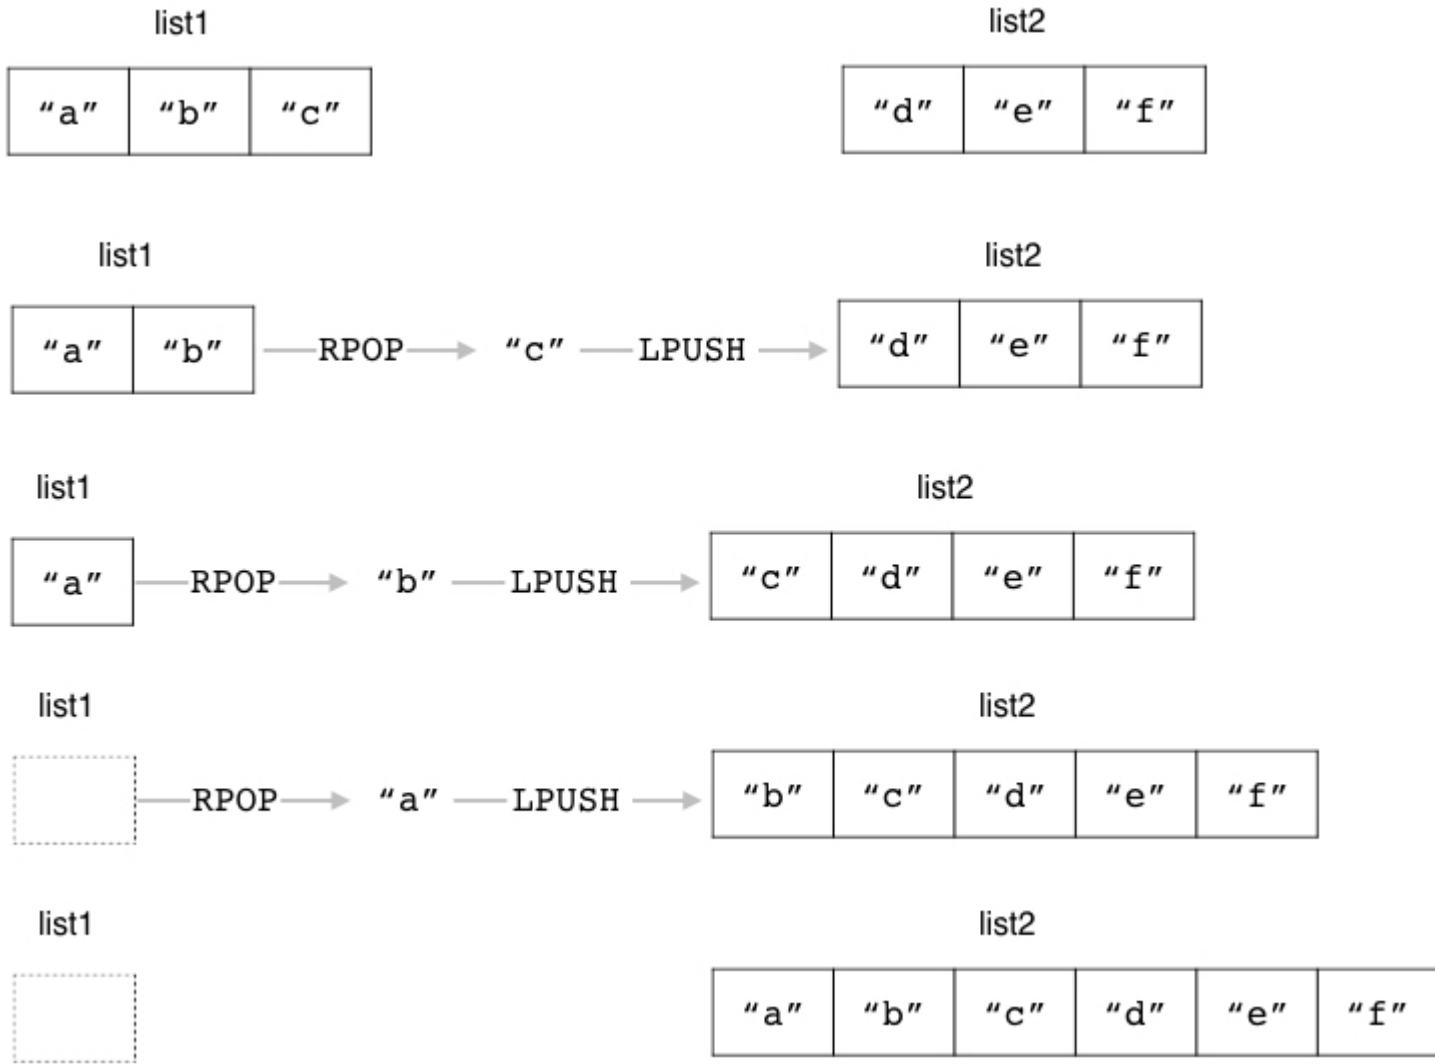 list1 list2
“a” “b” “c” “d” “e” “f”
list1 list2
“a” “b” RPOP “c” LPUSH “d” “e” “f”
list1 list2
“a” RPOP “b” LPUSH “c” “d” “e” “f”
list1 list2
RPOP “a” LPUSH “b” “c” “d” “e” “f”
list1 list2
“a” “b” “c” “d” “e” “f”